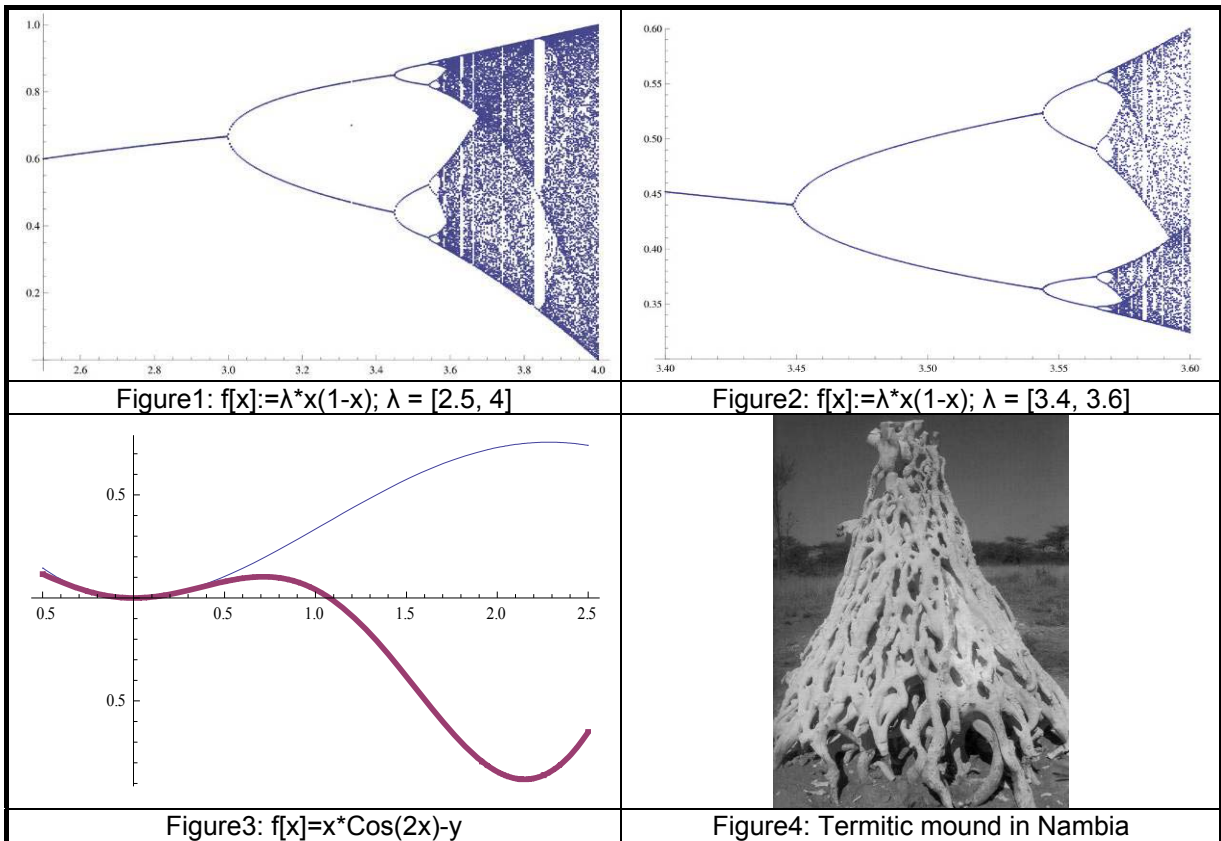 1.0
0.8
0.6
0.4
0.2
2.6 2.8 3.0 3.2 3.4 3.6 3.8 4.0
Figure1: f[x]:=λ*x(1-x); λ = [2.5, 4]
0.60
0.55
0.50
0.45
0.40
0.35
3.40 3.45 3.50 3.55 3.60
Figure2: f[x]:=λ*x(1-x); λ = [3.4, 3.6]
0.5
0.5 0.5 1.0 1.5 2.0 2.5
0.5
Figure3: f[x]=x*Cos(2x)-y
Figure4: Termitic mound in Nambia